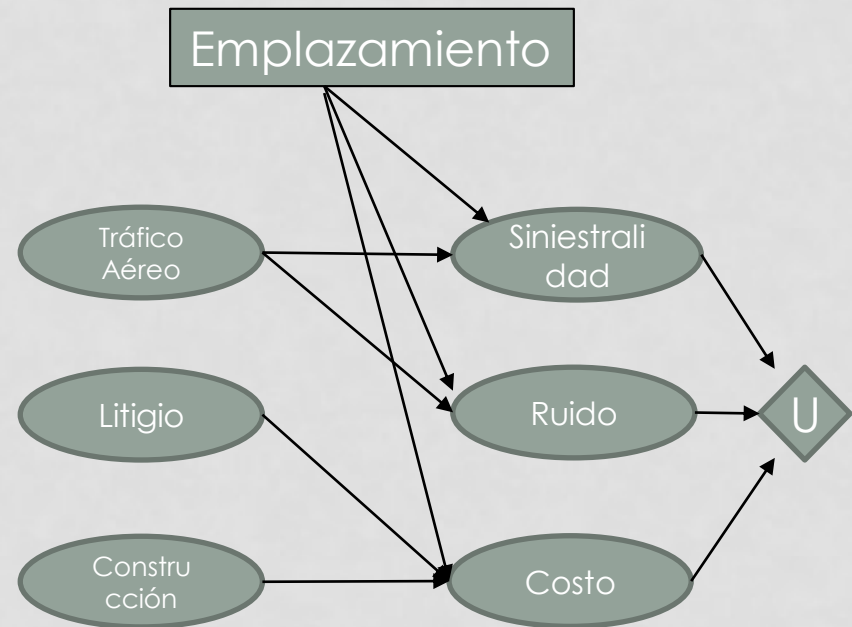 Emplazamiento
Tráfico
Aéreo
Siniestrali
dad
Litigio
Ruido
U
Constru
cción
Costo